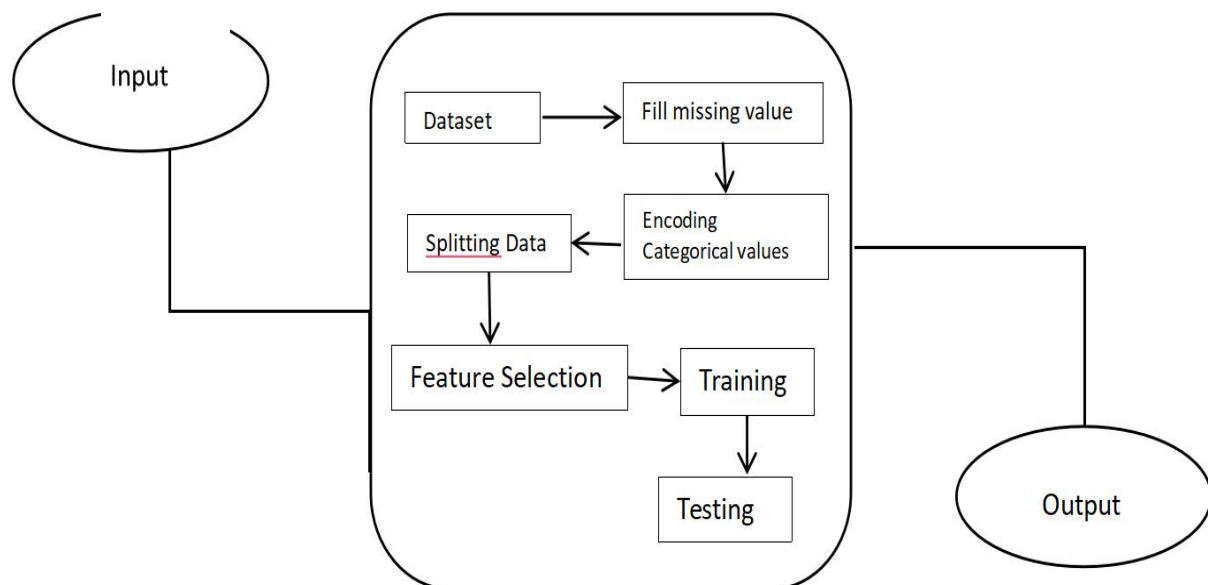 Input
Dataset
Fill missing value
Encoding
Categorical values
Splitting Data
Feature Selection
Training
Testing
Output